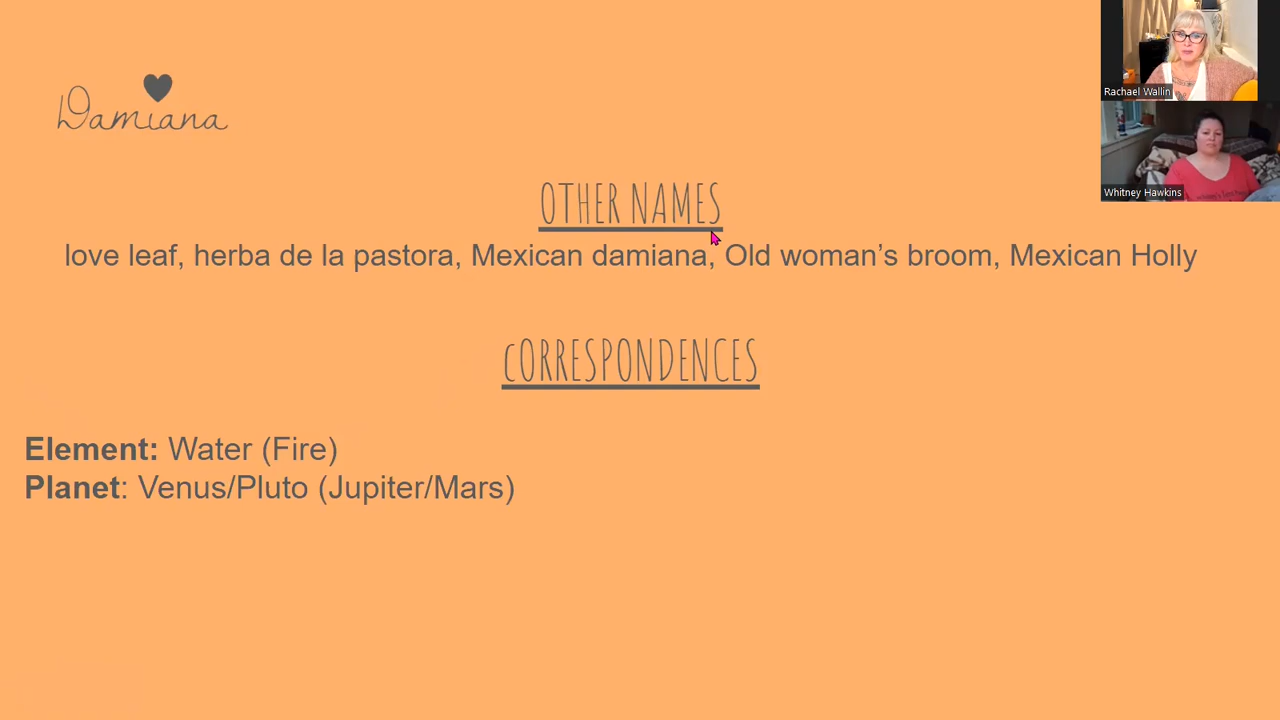 Damiana
OTHER NAMES
love leaf, herba de la pastora, Mexican damiana, Old woman’s broom, Mexican Holly
cORRESPONDENCES
Element: Water (Fire)
Planet: Venus/Pluto (Jupiter/Mars)
Rachael Wallin
Whitney Hawkins